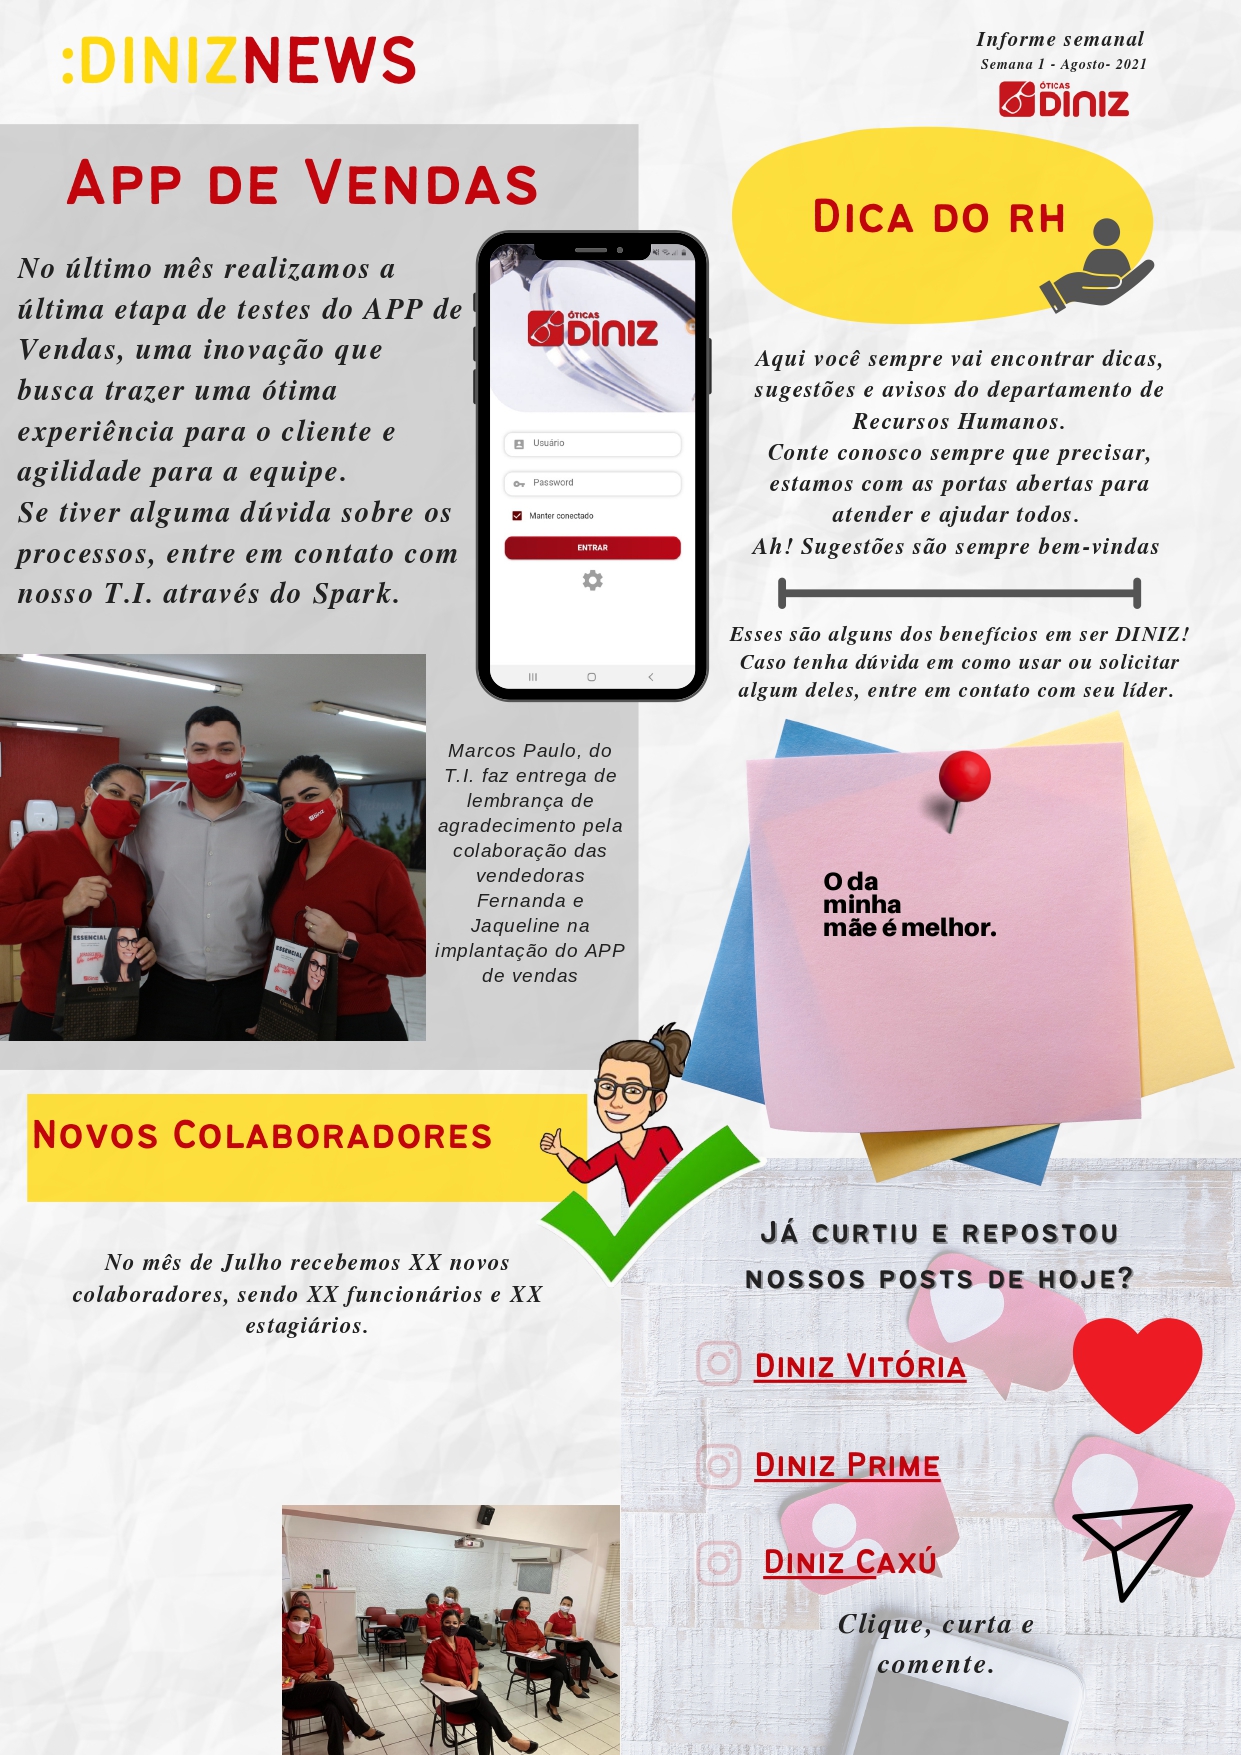 :DINIZNEWS
Informe semanal
Semana 1 - Agosto- 2021
ÓTICAS
DINIZ
APP DE VENDAS
No último mês realizamos a
última etapa de testes do APP de
Vendas, uma inovação que
busca trazer uma ótima
experiência para o cliente e
agilidade para a equipe.
Se tiver alguma dúvida sobre os
processos, entre em contato com
nosso T.I. através do Spark.
ÓTICAS
DINIZ
Usuário
Password
Manter conectado
ENTRAR
Marcos Paulo, do
T.I. faz entrega de
lembrança de
agradecimento pela
colaboração das
vendedoras
Fernanda e
Jaqueline na
implantação do APP
de vendas
ESSENCIAL
ESSENCIAL
DICA DO RH
Aqui você sempre vai encontrar dicas,
sugestões e avisos do departamento de
Recursos Humanos.
Conte conosco sempre que precisar,
estamos com as portas abertas para
atender e ajudar todos.
Ah! Sugestões são sempre bem-vindas
Esses são alguns dos benefícios em ser DINIZ!
Caso tenha dúvida em como usar ou solicitar
algum deles, entre em contato com seu líder.
O da
minha
mãe é melhor.
NOVOS COLABORADORES
No mês de Julho recebemos XX novos
colaboradores, sendo XX funcionários e XX
estagiários.
JÁ CURTIU E REPOSTOU
NOSSOS POSTS DE HOJE?
DINIZ VITÓRIA
DINIZ PRIME
DINIZ CAXÚ
Clique, curta e
comente.